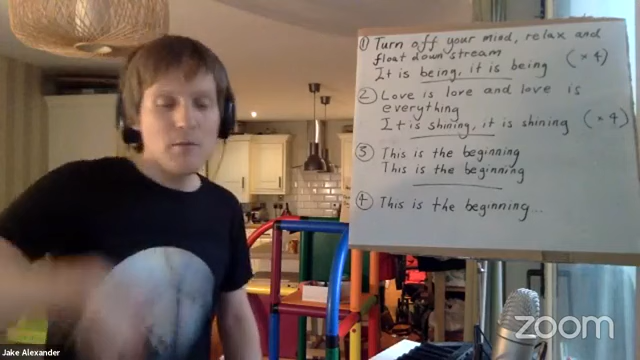 ① Turn off your mind, relax and
float down stream
It is being, it is being (×4)
② Love is love and love is
everything
It is shining, it is shining (×4)
③ This is the beginning
This is the beginning
④ This is the beginning...
Jake Alexander
zoom